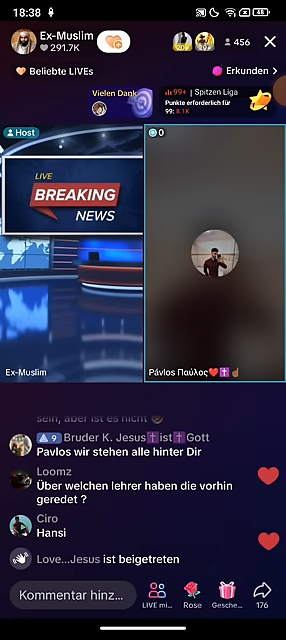 18:38
48
Ex-Muslim
291.7K
456
Beliebte LIVEs
Erkunden
Vielen Dank
99+ | Spitzen Liga
Punkte erforderlich für
99: 8.1K
Host
0
LIVE
BREAKING
NEWS
Ex-Muslim
Pávlos Παύλος
sein, aber ist es nicht
9 Bruder K. Jesus ist Gott
Pavlos wir stehen alle hinter Dir
Loomz
Über welchen lehrer haben die vorhin
geredet ?
Ciro
Hansi
Love...Jesus ist beigetreten
Kommentar hinz...
LIVE mi...
Rose
Gesche...
176